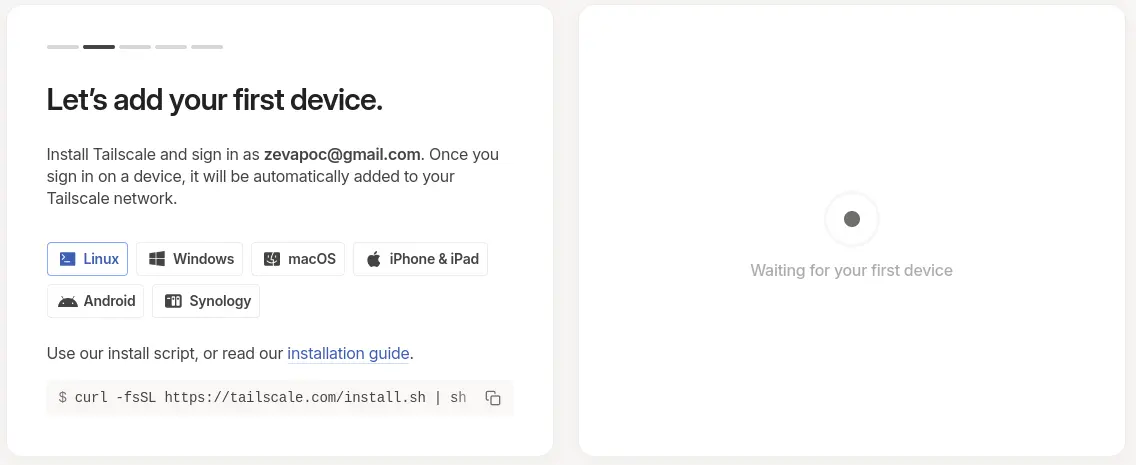 Let's add your first device.
Install Tailscale and sign in as zevapoc@gmail.com. Once you
sign in on a device, it will be automatically added to your
Tailscale network.
Linux
Windows
macOS
iPhone & iPad
Android
Synology
Use our install script, or read our installation guide.
$ curl -fsSL https://tailscale.com/install.sh | sh
Waiting for your first device